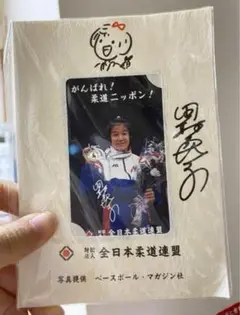 がんばれ!
柔道ニッポン!
財団法人 全日本柔道連盟
写真提供 ベースボール・マガジン社